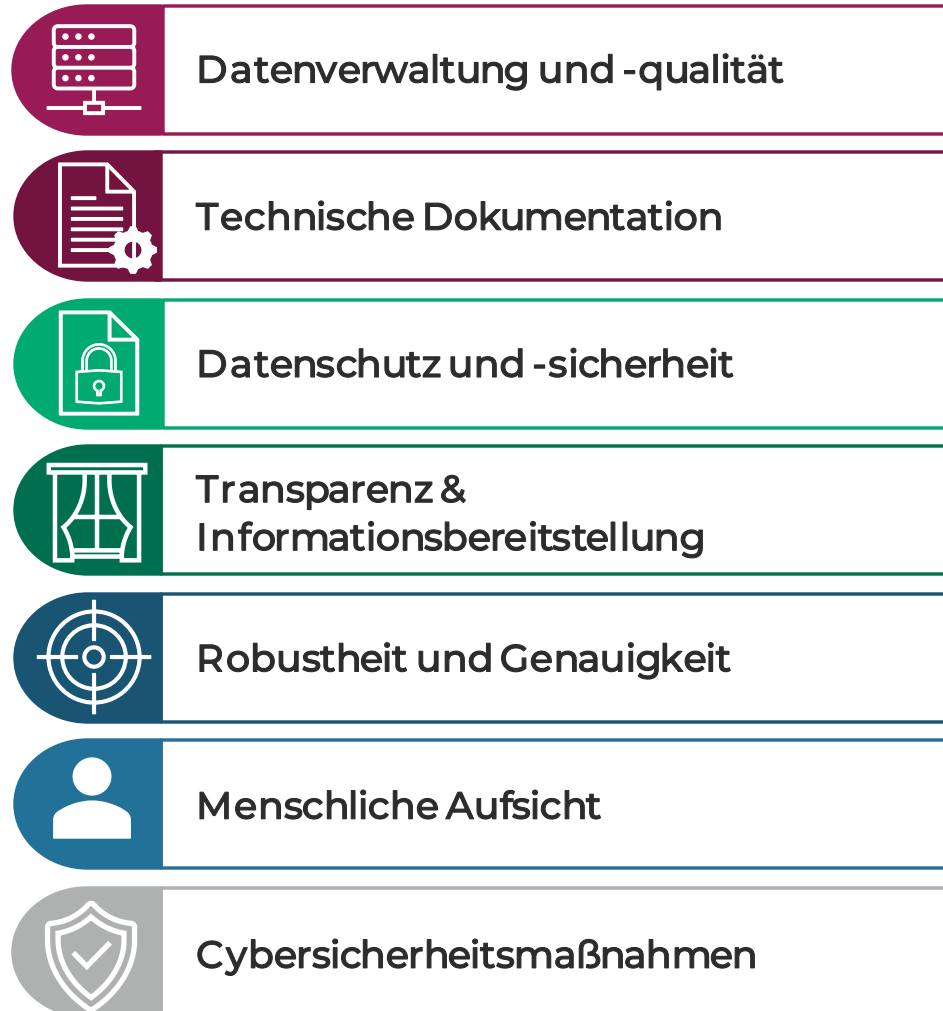 Datenverwaltung und -qualität
Technische Dokumentation
Datenschutz und -sicherheit
Transparenz &
Informationsbereitstellung
Robustheit und Genauigkeit
Menschliche Aufsicht
Cybersicherheitsmaßnahmen